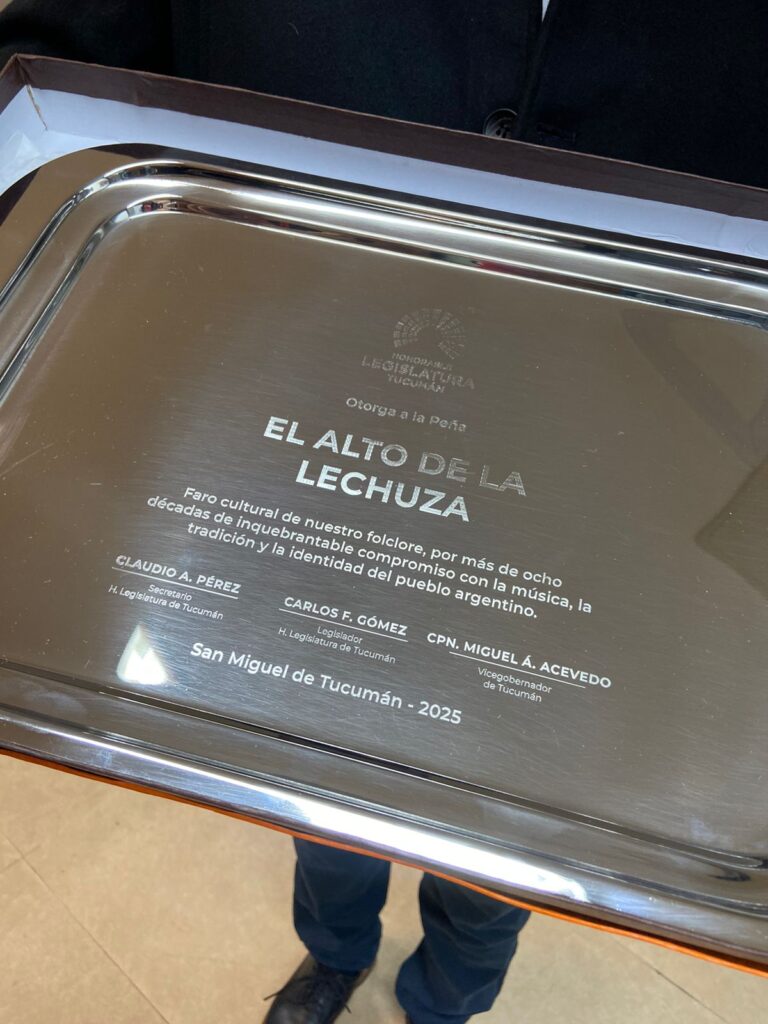 HONORABLE
LEGISLATURA
TUCUMÁN
Otorga a la Peña
EL ALTO DE LA
LECHUZA
Faro cultural de nuestro folclore, por más de ocho
décadas de inquebrantable compromiso con la música, la
tradición y la identidad del pueblo argentino.
CLAUDIO A. PÉREZ
Secretario
H. Legislatura de Tucumán
CARLOS F. GÓMEZ
Legislador
H. Legislatura de Tucumán
CPN. MIGUEL Á. ACEVEDO
Vicegobernador
de Tucumán
San Miguel de Tucumán - 2025